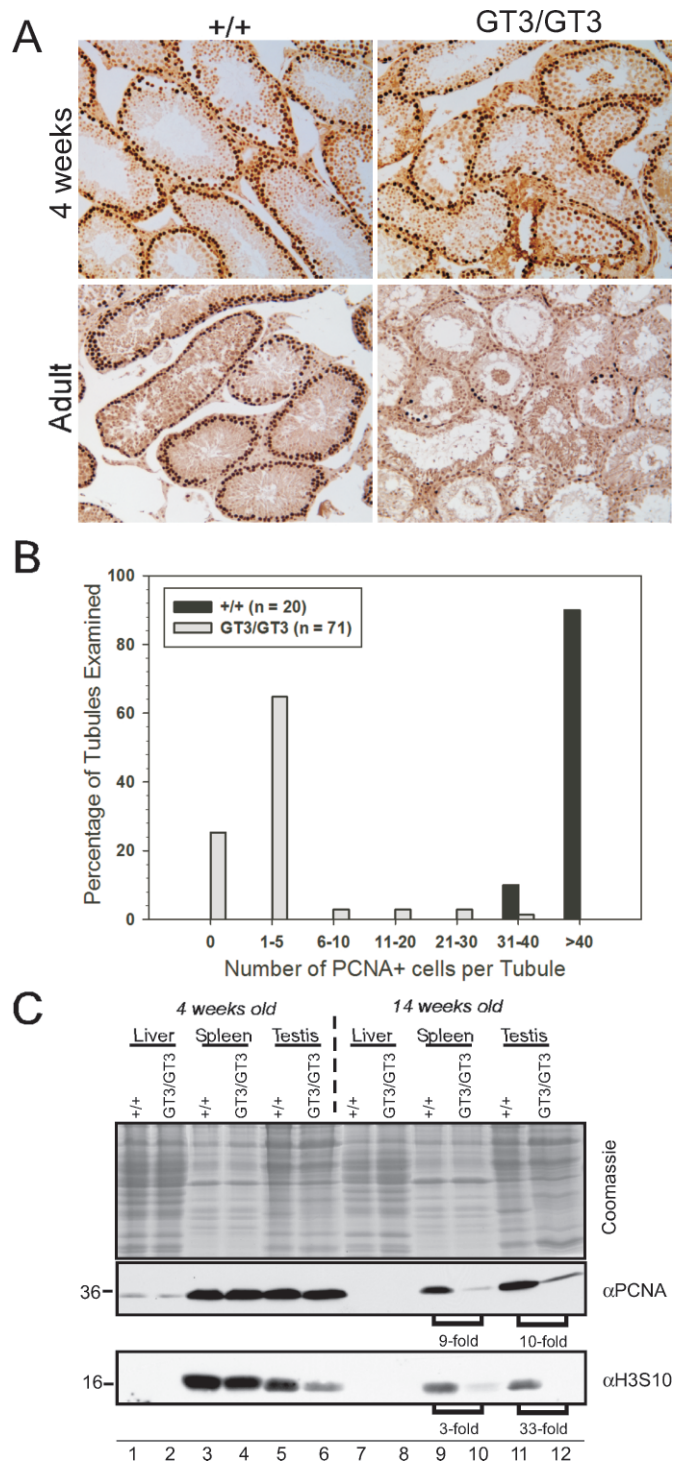 A
+/+
GT3/GT3
4 weeks
Adult
B
100
80
60
40
20
0
Percentage of Tubules Examined
+/+ (n = 20)
GT3/GT3 (n = 71)
0
1-5
6-10
11-20
21-30
31-40
>40
Number of PCNA+ cells per Tubule
C
4 weeks old
14 weeks old
Liver
Spleen
Testis
Liver
Spleen
Testis
+/+
GT3/GT3
+/+
GT3/GT3
+/+
GT3/GT3
+/+
GT3/GT3
+/+
GT3/GT3
+/+
GT3/GT3
Coomassie
36
αPCNA
9-fold
10-fold
16
αH3S10
3-fold
33-fold
1 2 3 4 5 6 7 8 9 10 11 12